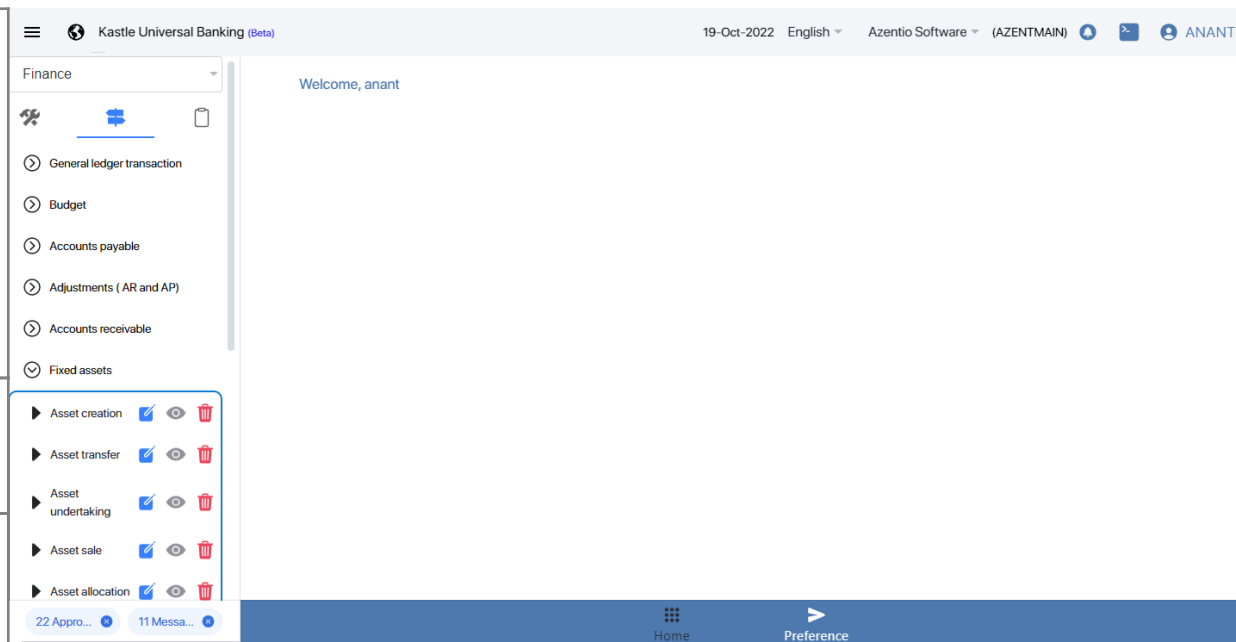 Kastle Universal Banking (Beta)
19-Oct-2022 English Azentio Software (AZENTMAIN) ANANT
Finance
Welcome, anant
General ledger transaction
Budget
Accounts payable
Adjustments ( AR and AP)
Accounts receivable
Fixed assets
Asset creation
Asset transfer
Asset
undertaking
Asset sale
Asset allocation
22 Appro... 11 Messa...
Home Preference